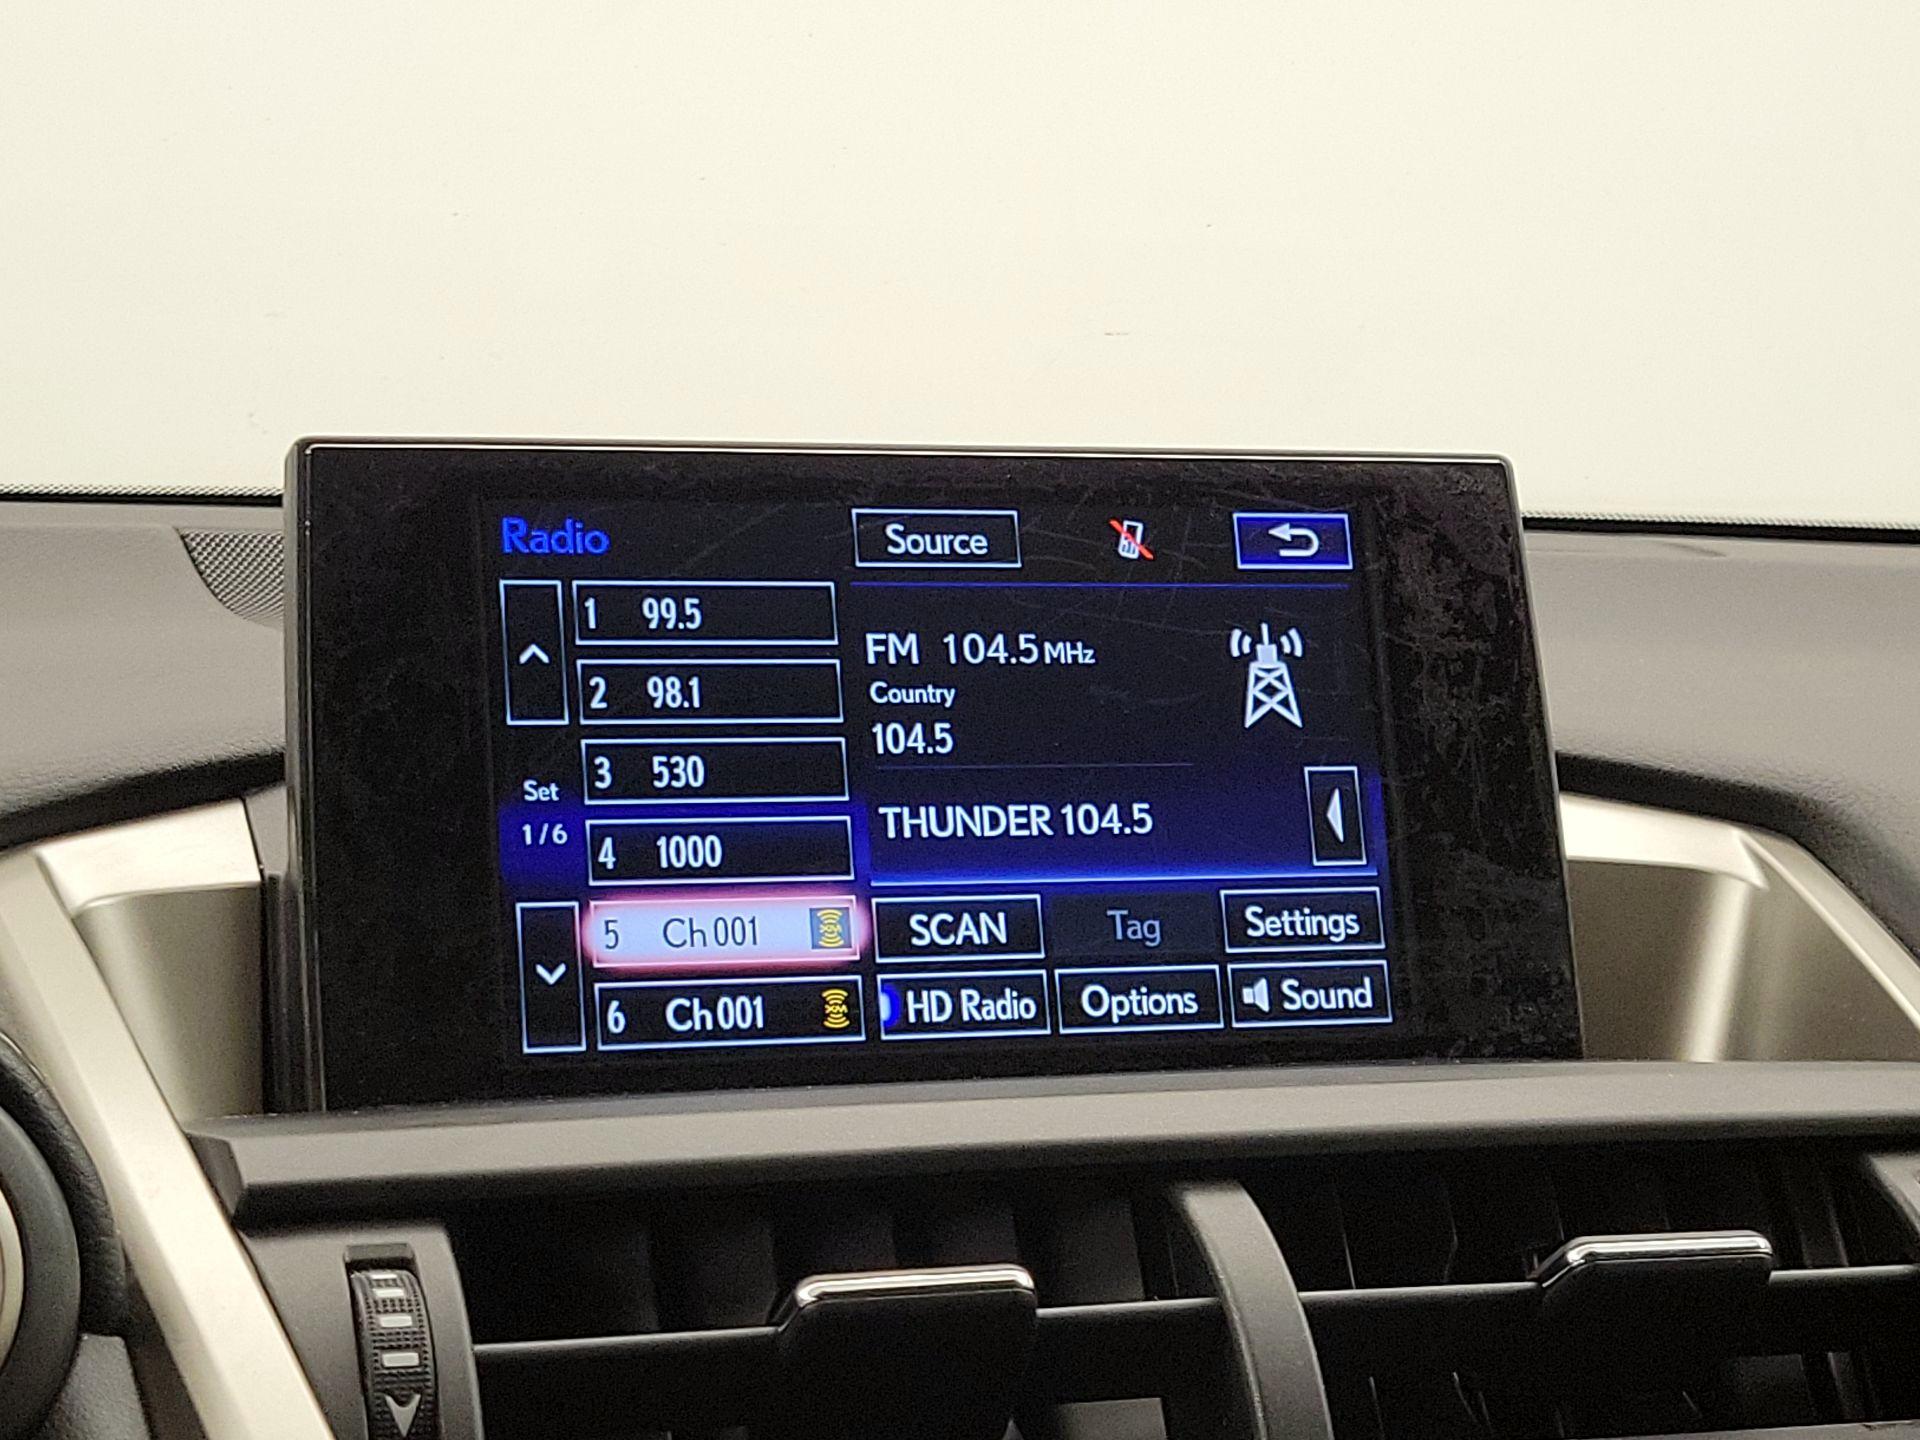 Radio
Source
1 99.5
2 98.1
3 530
4 1000
5 Ch 001 XM
6 Ch 001 XM
Set
1/6
FM 104.5 MHz
Country
104.5
THUNDER 104.5
SCAN
Tag
Settings
HD Radio
Options
Sound